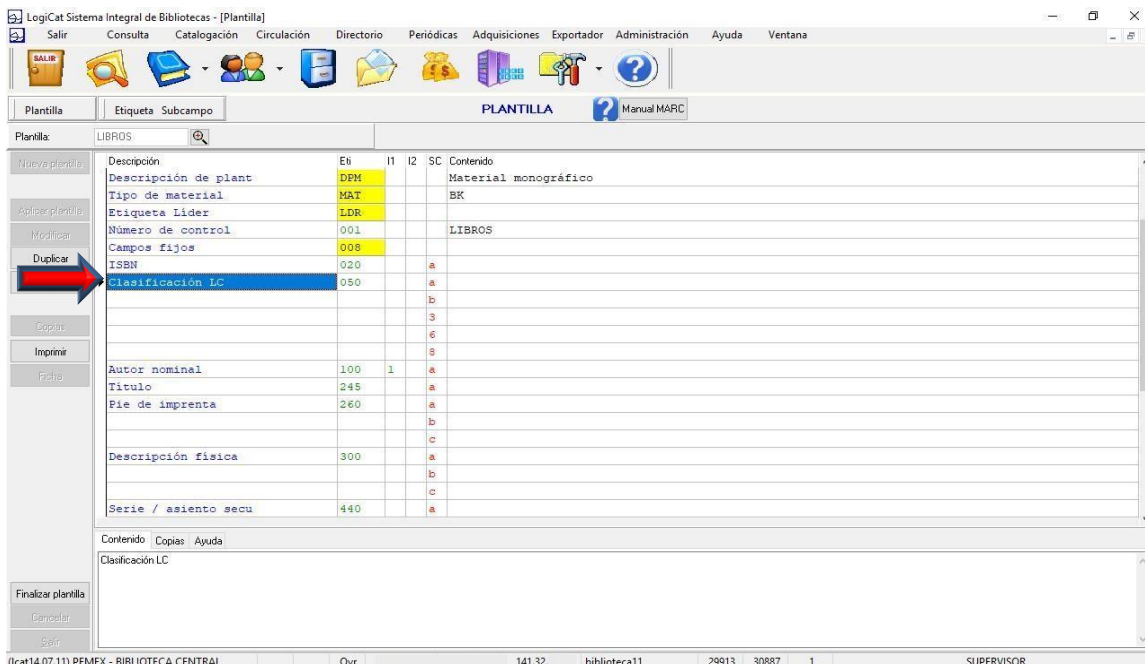 LogiCat Sistema Integral de Bibliotecas - [Plantilla]
Salir Consulta Catalogación Circulación Directorio Periódicas Adquisiciones Exportador Administración Ayuda Ventana
SALIR
Plantilla Etiqueta Subcampo PLANTILLA Manual MARC
Plantilla: LIBROS
Nueva plantilla
Aplicar plantilla
Modificar
Duplicar
Copias
Imprimir
Ficha
Descripción Eti I1 I2 SC Contenido
Descripción de plant DPM Material monográfico
Tipo de material MAT BK
Etiqueta Líder LDR
Número de control 001 LIBROS
Campos fijos 008
ISBN 020 a
Clasificación LC 050 a
b
3
6
8
Autor nominal 100 1 a
Título 245 a
Pie de imprenta 260 a
b
c
Descripción física 300 a
b
c
Serie / asiento secu 440 a
Contenido Copias Ayuda
Clasificación LC
Finalizar plantilla
Cancelar
Salir
(lcat14.07.11) PEMEX - BIBLIOTECA CENTRAL Ovr 141.32 biblioteca11 29913 30887 1 SUPERVISOR